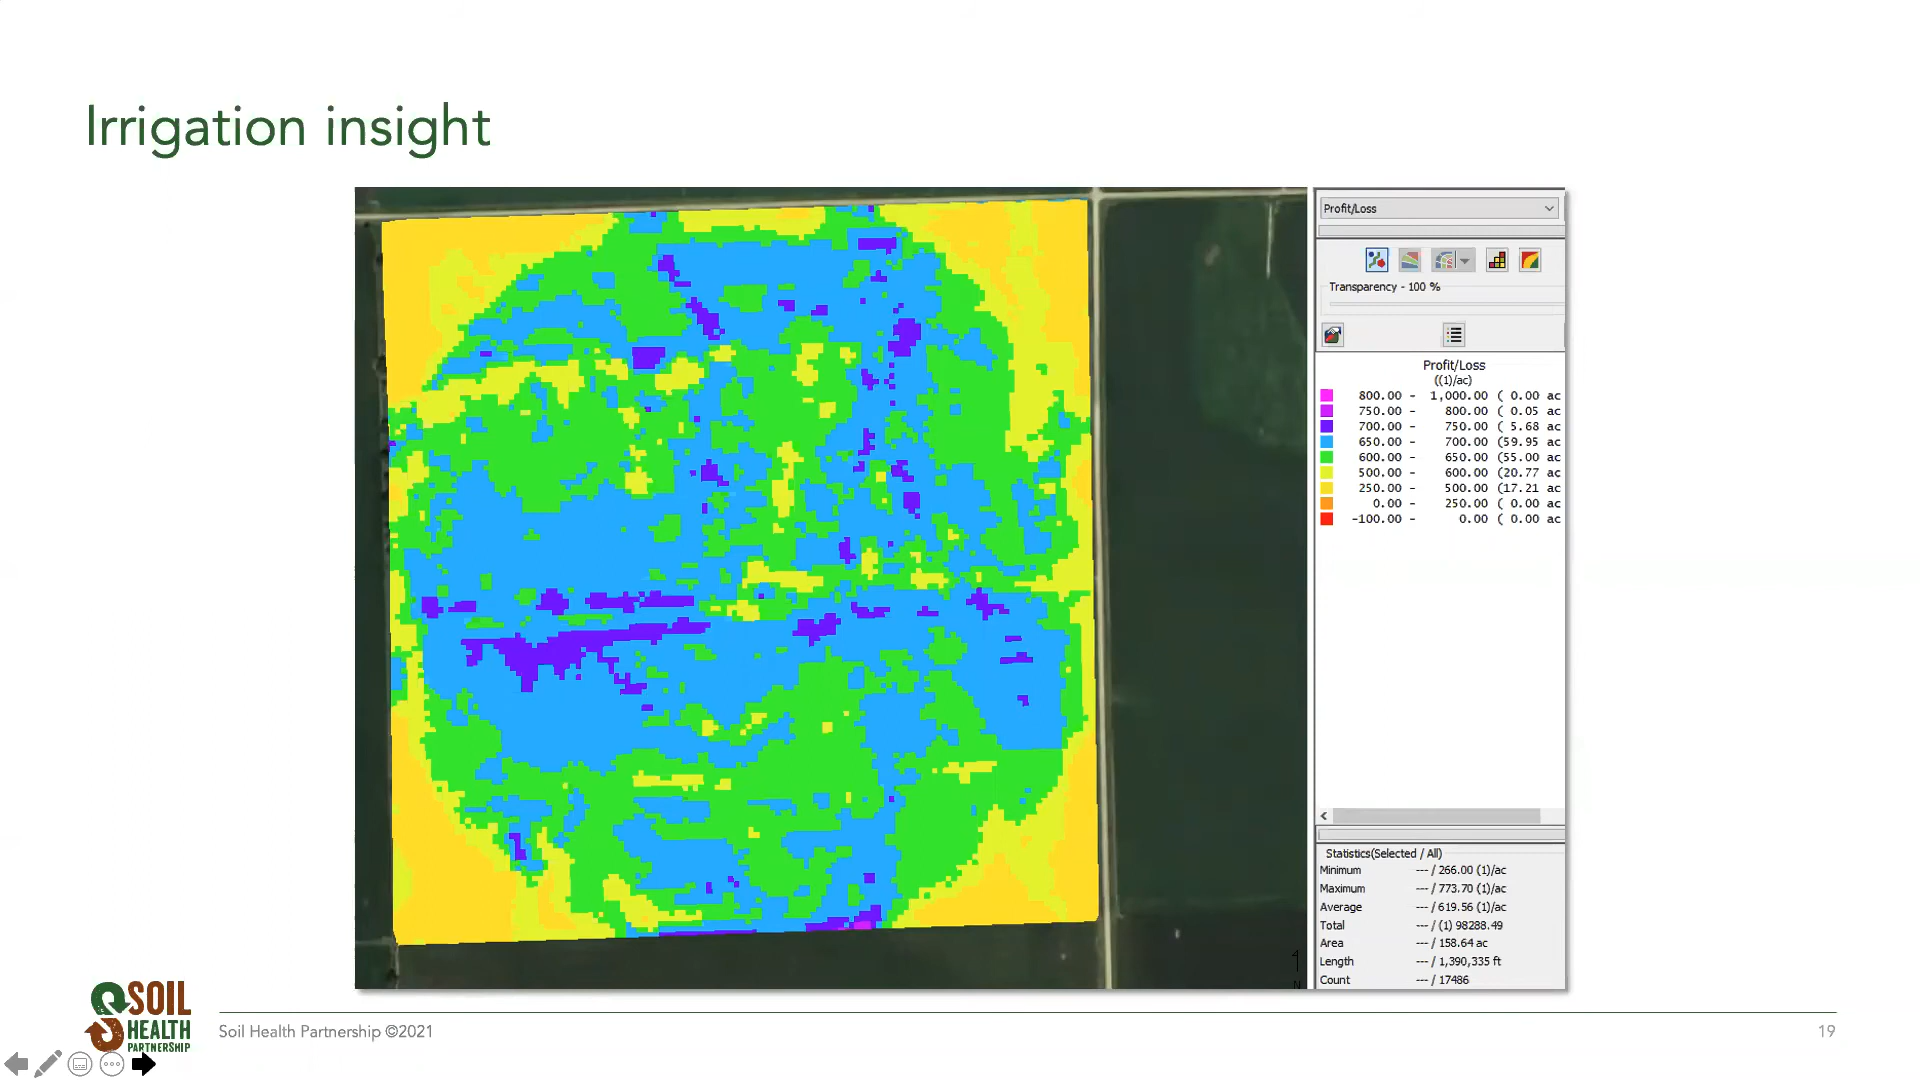 Irrigation insight
Profit/Loss
Transparency - 100 %
Profit/Loss
((1)/ac)
800.00 - 1,000.00 ( 0.00 ac
750.00 - 800.00 ( 0.05 ac
700.00 - 750.00 ( 5.68 ac
650.00 - 700.00 (59.95 ac
600.00 - 650.00 (55.00 ac
500.00 - 600.00 (20.77 ac
250.00 - 500.00 (17.21 ac
0.00 - 250.00 ( 0.00 ac
-100.00 - 0.00 ( 0.00 ac
Statistics(Selected / All)
Minimum --- / 266.00 (1)/ac
Maximum --- / 773.70 (1)/ac
Average --- / 619.56 (1)/ac
Total --- / (1) 98288.49
Area --- / 158.64 ac
Length --- / 1,390,335 ft
Count --- / 17486
N
SOIL
HEALTH
PARTNERSHIP
Soil Health Partnership ©2021
19